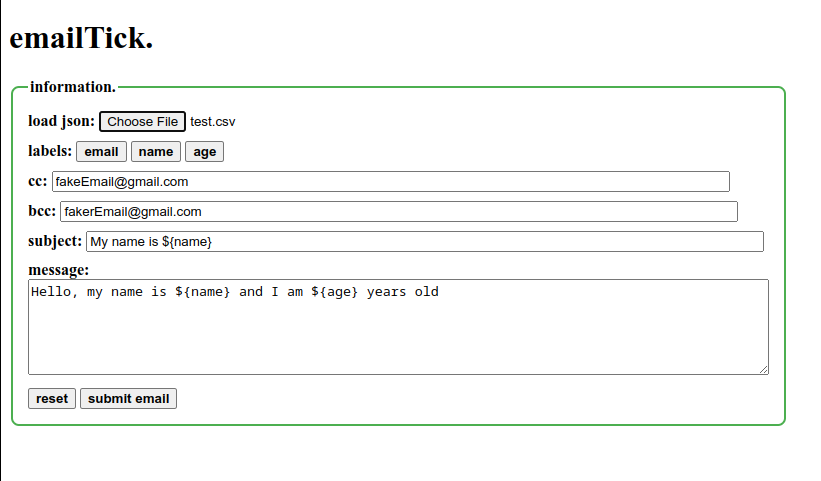 emailTick.
information.
load json: Choose File test.csv
labels: email name age
cc: fakeEmail@gmail.com
bcc: fakerEmail@gmail.com
subject: My name is ${name}
message:
Hello, my name is ${name} and I am ${age} years old
reset submit email